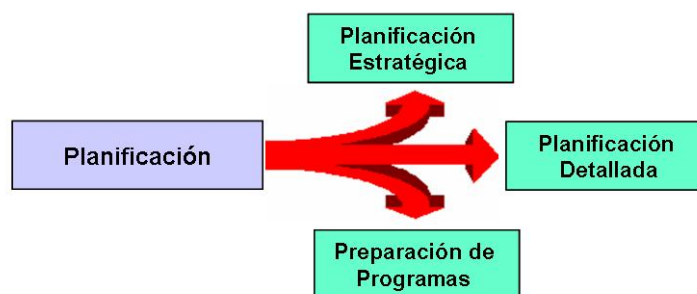 Planificación
Estratégica
Planificación
Planificación
Detallada
Preparación de
Programas